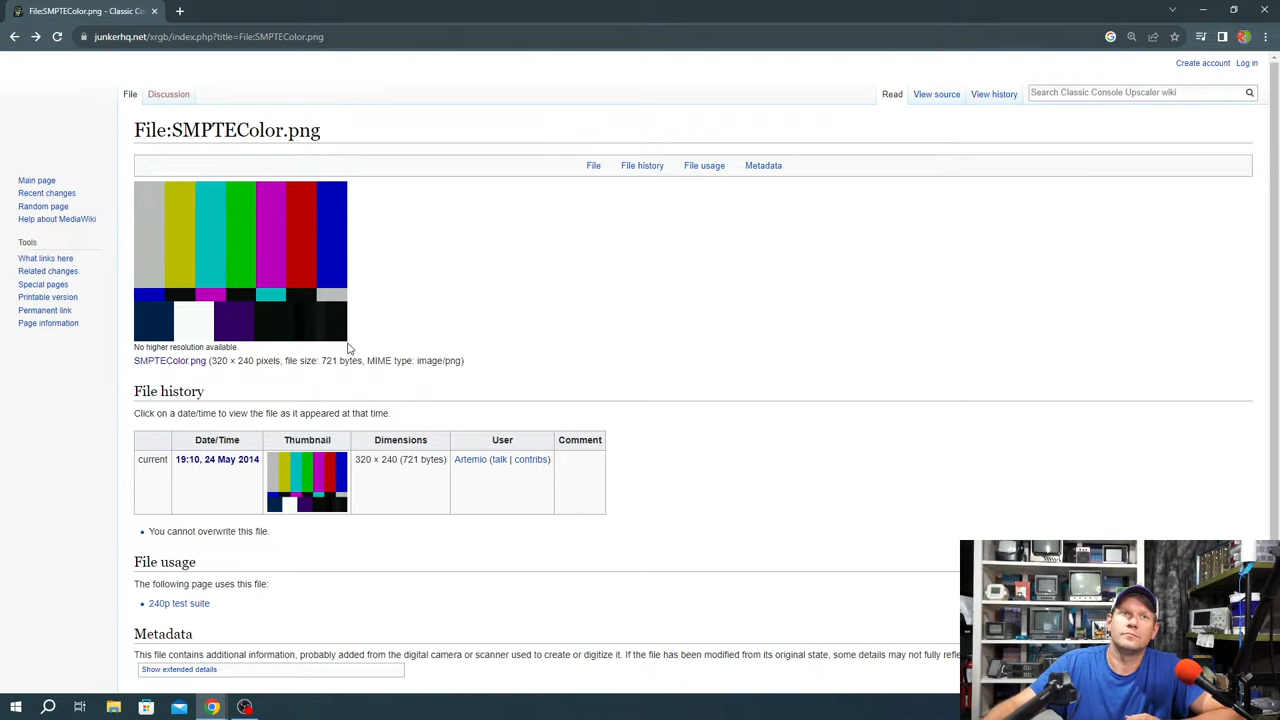 File:SMPTEColor.png - Classic Co
junkerhq.net/xrgb/index.php?title=File:SMPTEColor.png
Create account Log in
File Discussion Read View source View history Search Classic Console Upscaler wiki
File:SMPTEColor.png
File File history File usage Metadata
Main page
Recent changes
Random page
Help about MediaWiki
Tools
What links here
Related changes
Special pages
Printable version
Permanent link
Page information
No higher resolution available.
SMPTEColor.png (320 × 240 pixels, file size: 721 bytes, MIME type: image/png)
File history
Click on a date/time to view the file as it appeared at that time.
Date/Time Thumbnail Dimensions User Comment
current 19:10, 24 May 2014 320 × 240 (721 bytes) Artemio (talk | contribs)
You cannot overwrite this file.
File usage
The following page uses this file:
240p test suite
Metadata
This file contains additional information, probably added from the digital camera or scanner used to create or digitize it. If the file has been modified from its original state, some details may not fully refle
Show extended details